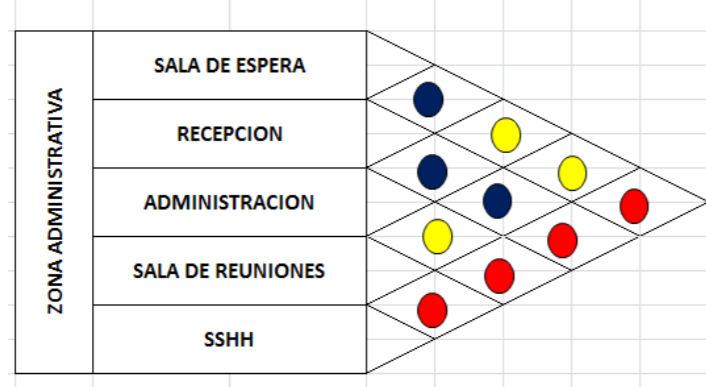 ZONA ADMINISTRATIVA
SALA DE ESPERA
RECEPCION
ADMINISTRACION
SALA DE REUNIONES
SSHH